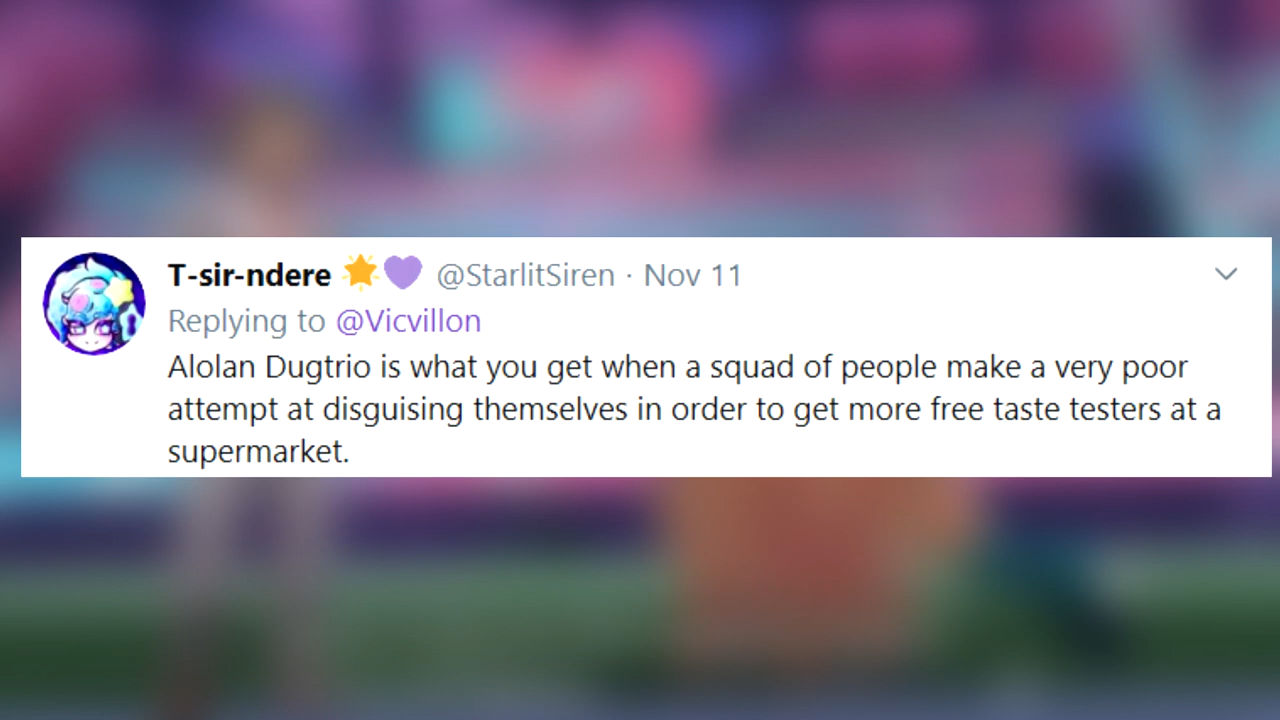 T-sir-ndere 🌟💜 @StarlitSiren · Nov 11
Replying to @Vicvillon
Alolan Dugtrio is what you get when a squad of people make a very poor
attempt at disguising themselves in order to get more free taste testers at a
supermarket.